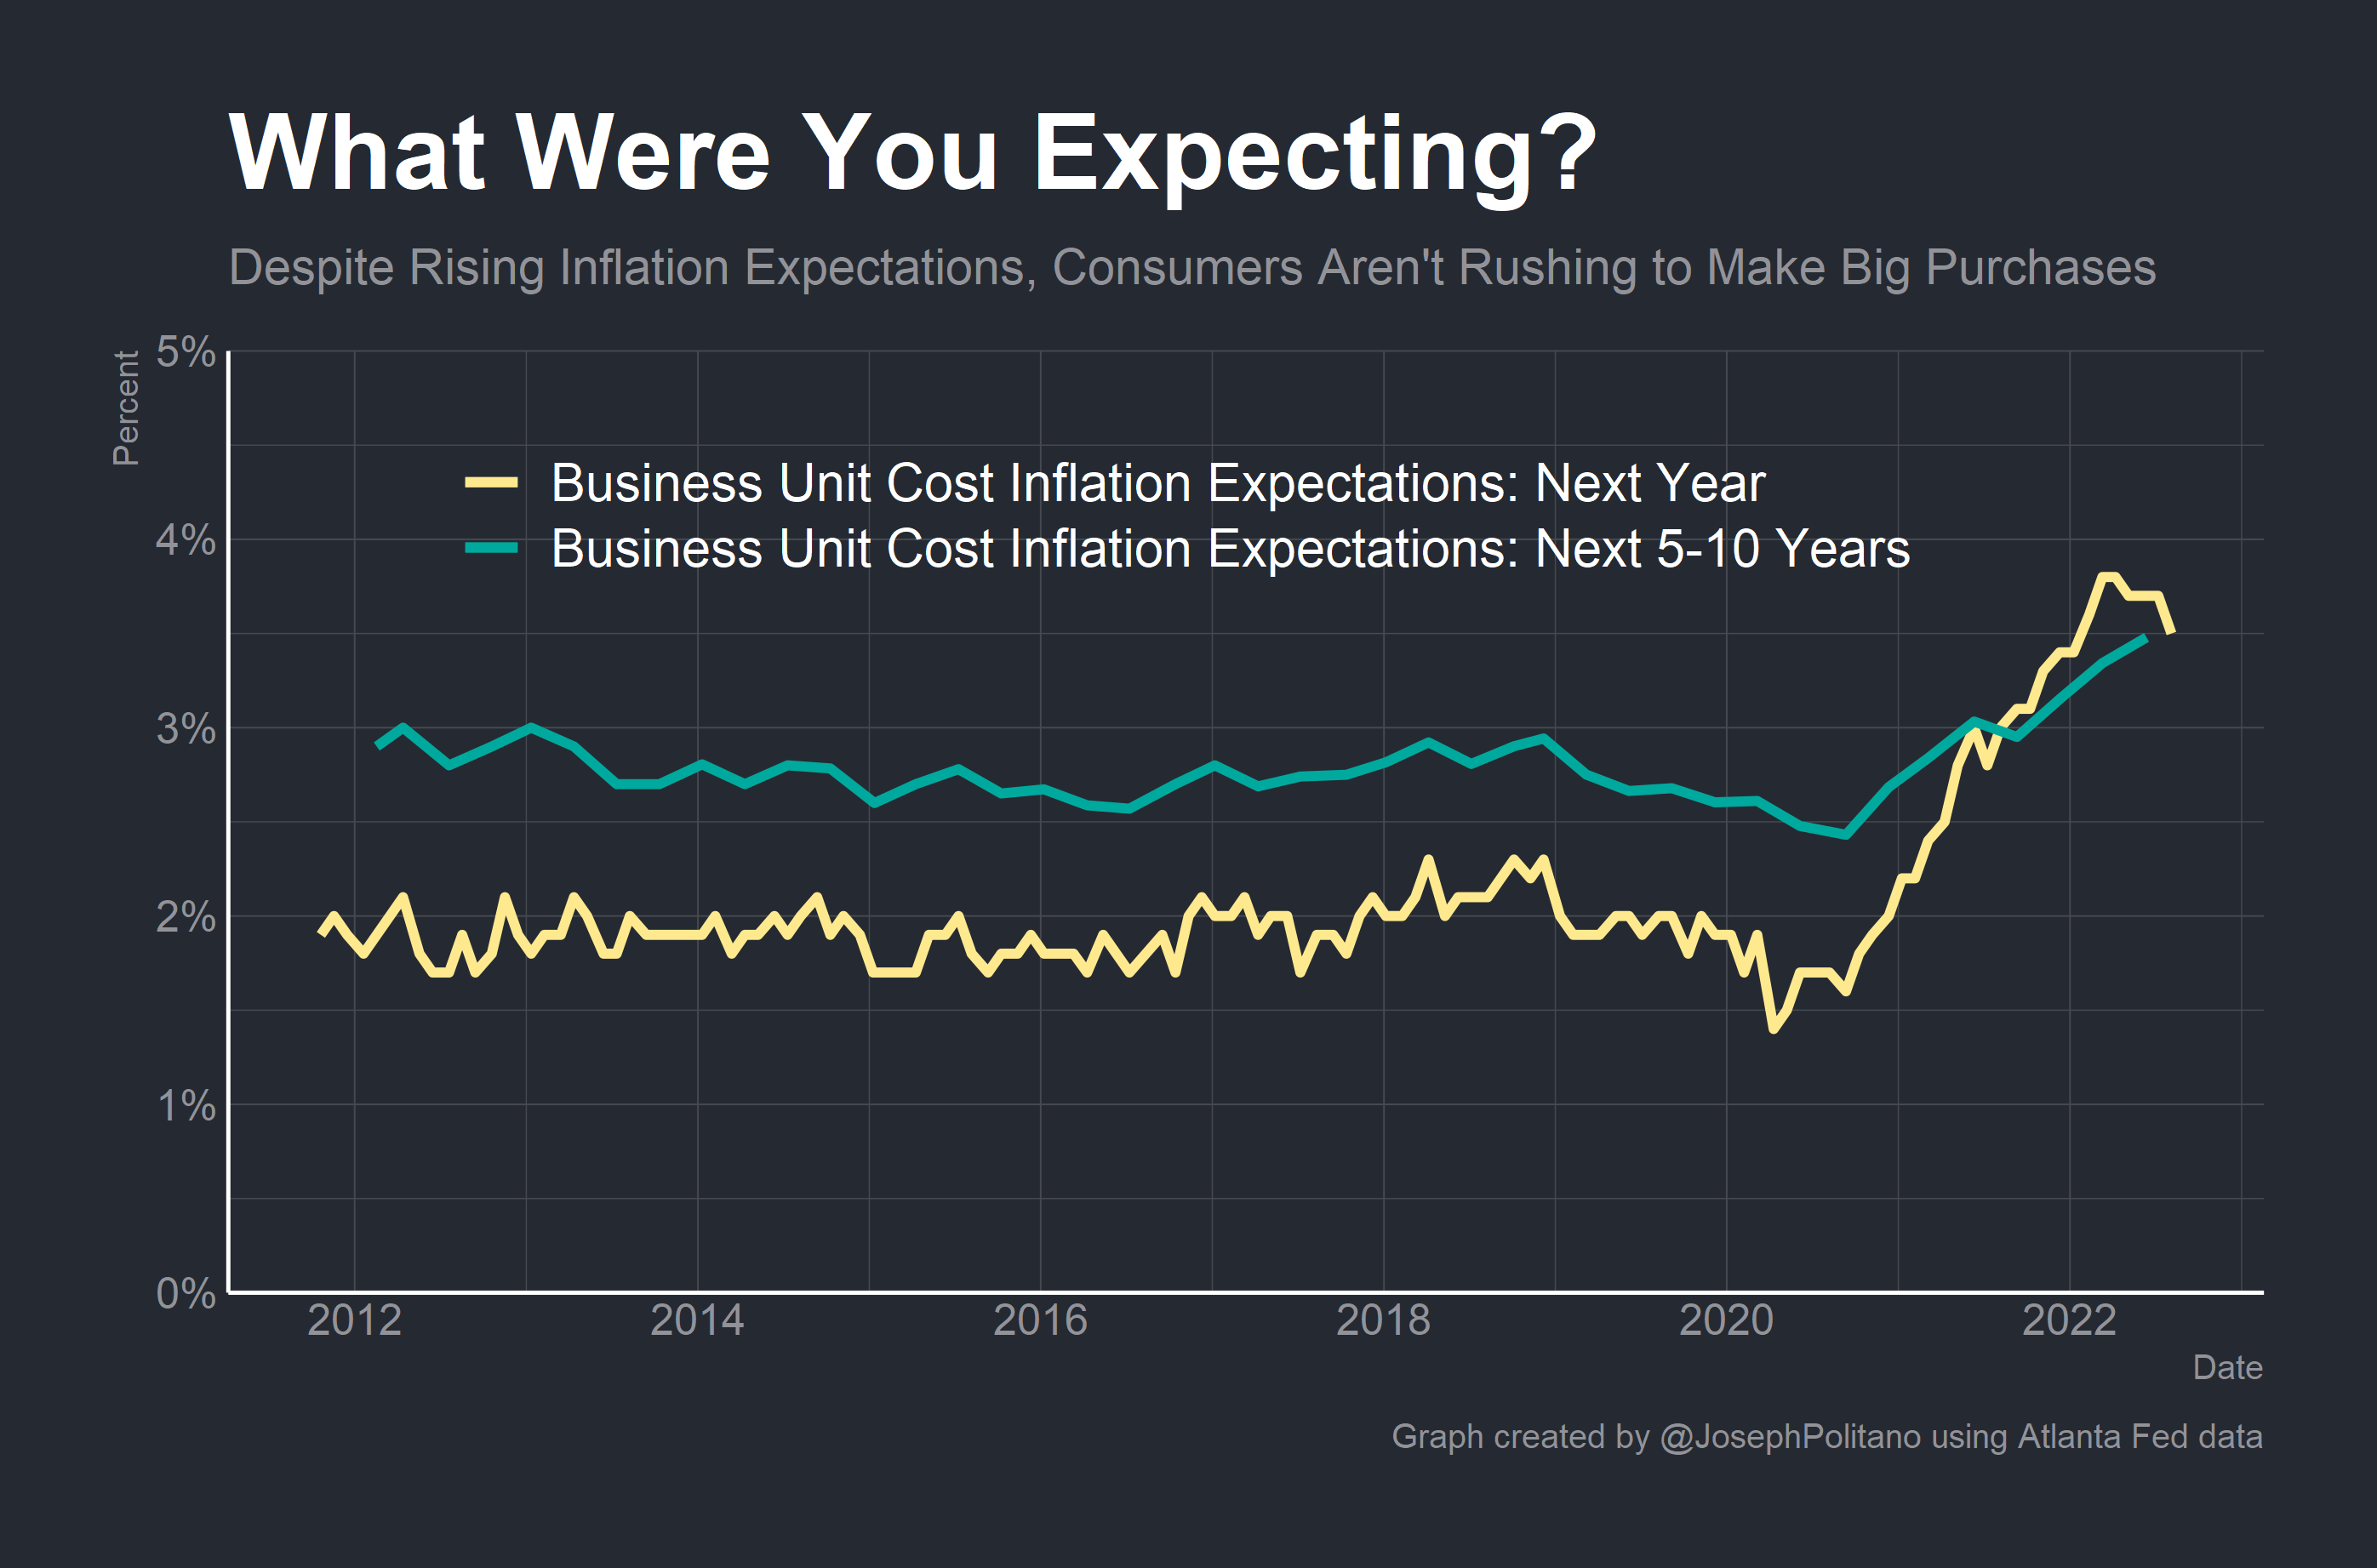 What Were You Expecting?
Despite Rising Inflation Expectations, Consumers Aren't Rushing to Make Big Purchases
Percent
5%
Business Unit Cost Inflation Expectations: Next Year
4%
Business Unit Cost Inflation Expectations: Next 5-10 Years
3%
2%
1%
0%
2012 2014 2016 2018 2020 2022
Date
Graph created by @JosephPolitano using Atlanta Fed data